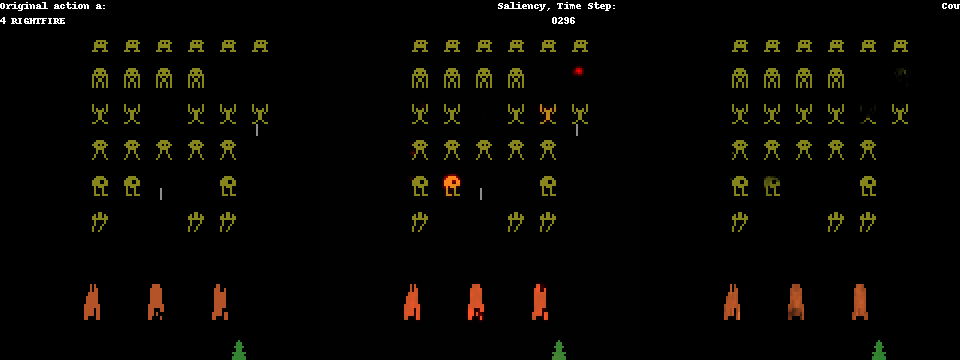 Original action a:
4 RIGHTFIRE
Saliency, Time Step:
0296
Cou